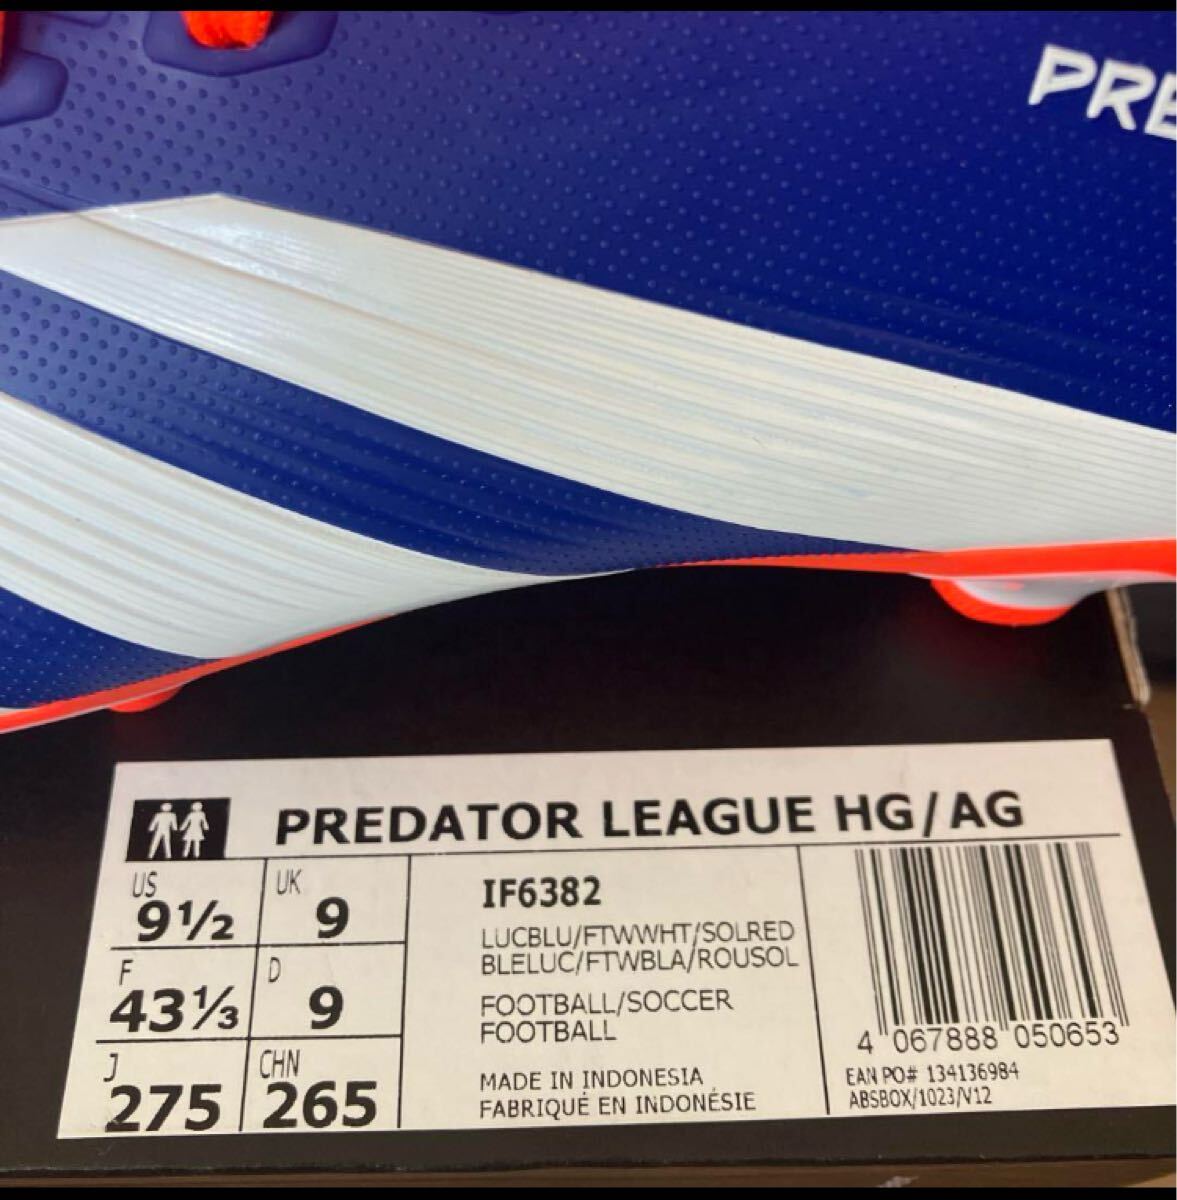 PRE
PREDATOR LEAGUE HG/AG
US 9½ UK 9
F 43⅓ D 9
J 275 CHN 265
IF6382
LUCBLU/FTWWHT/SOLRED
BLELUC/FTWBLA/ROUSOL
FOOTBALL/SOCCER
FOOTBALL
MADE IN INDONESIA
FABRIQUÉ EN INDONÉSIE
4 067888 050653
EAN PO# 134136984
ABSBOX/1023/V12